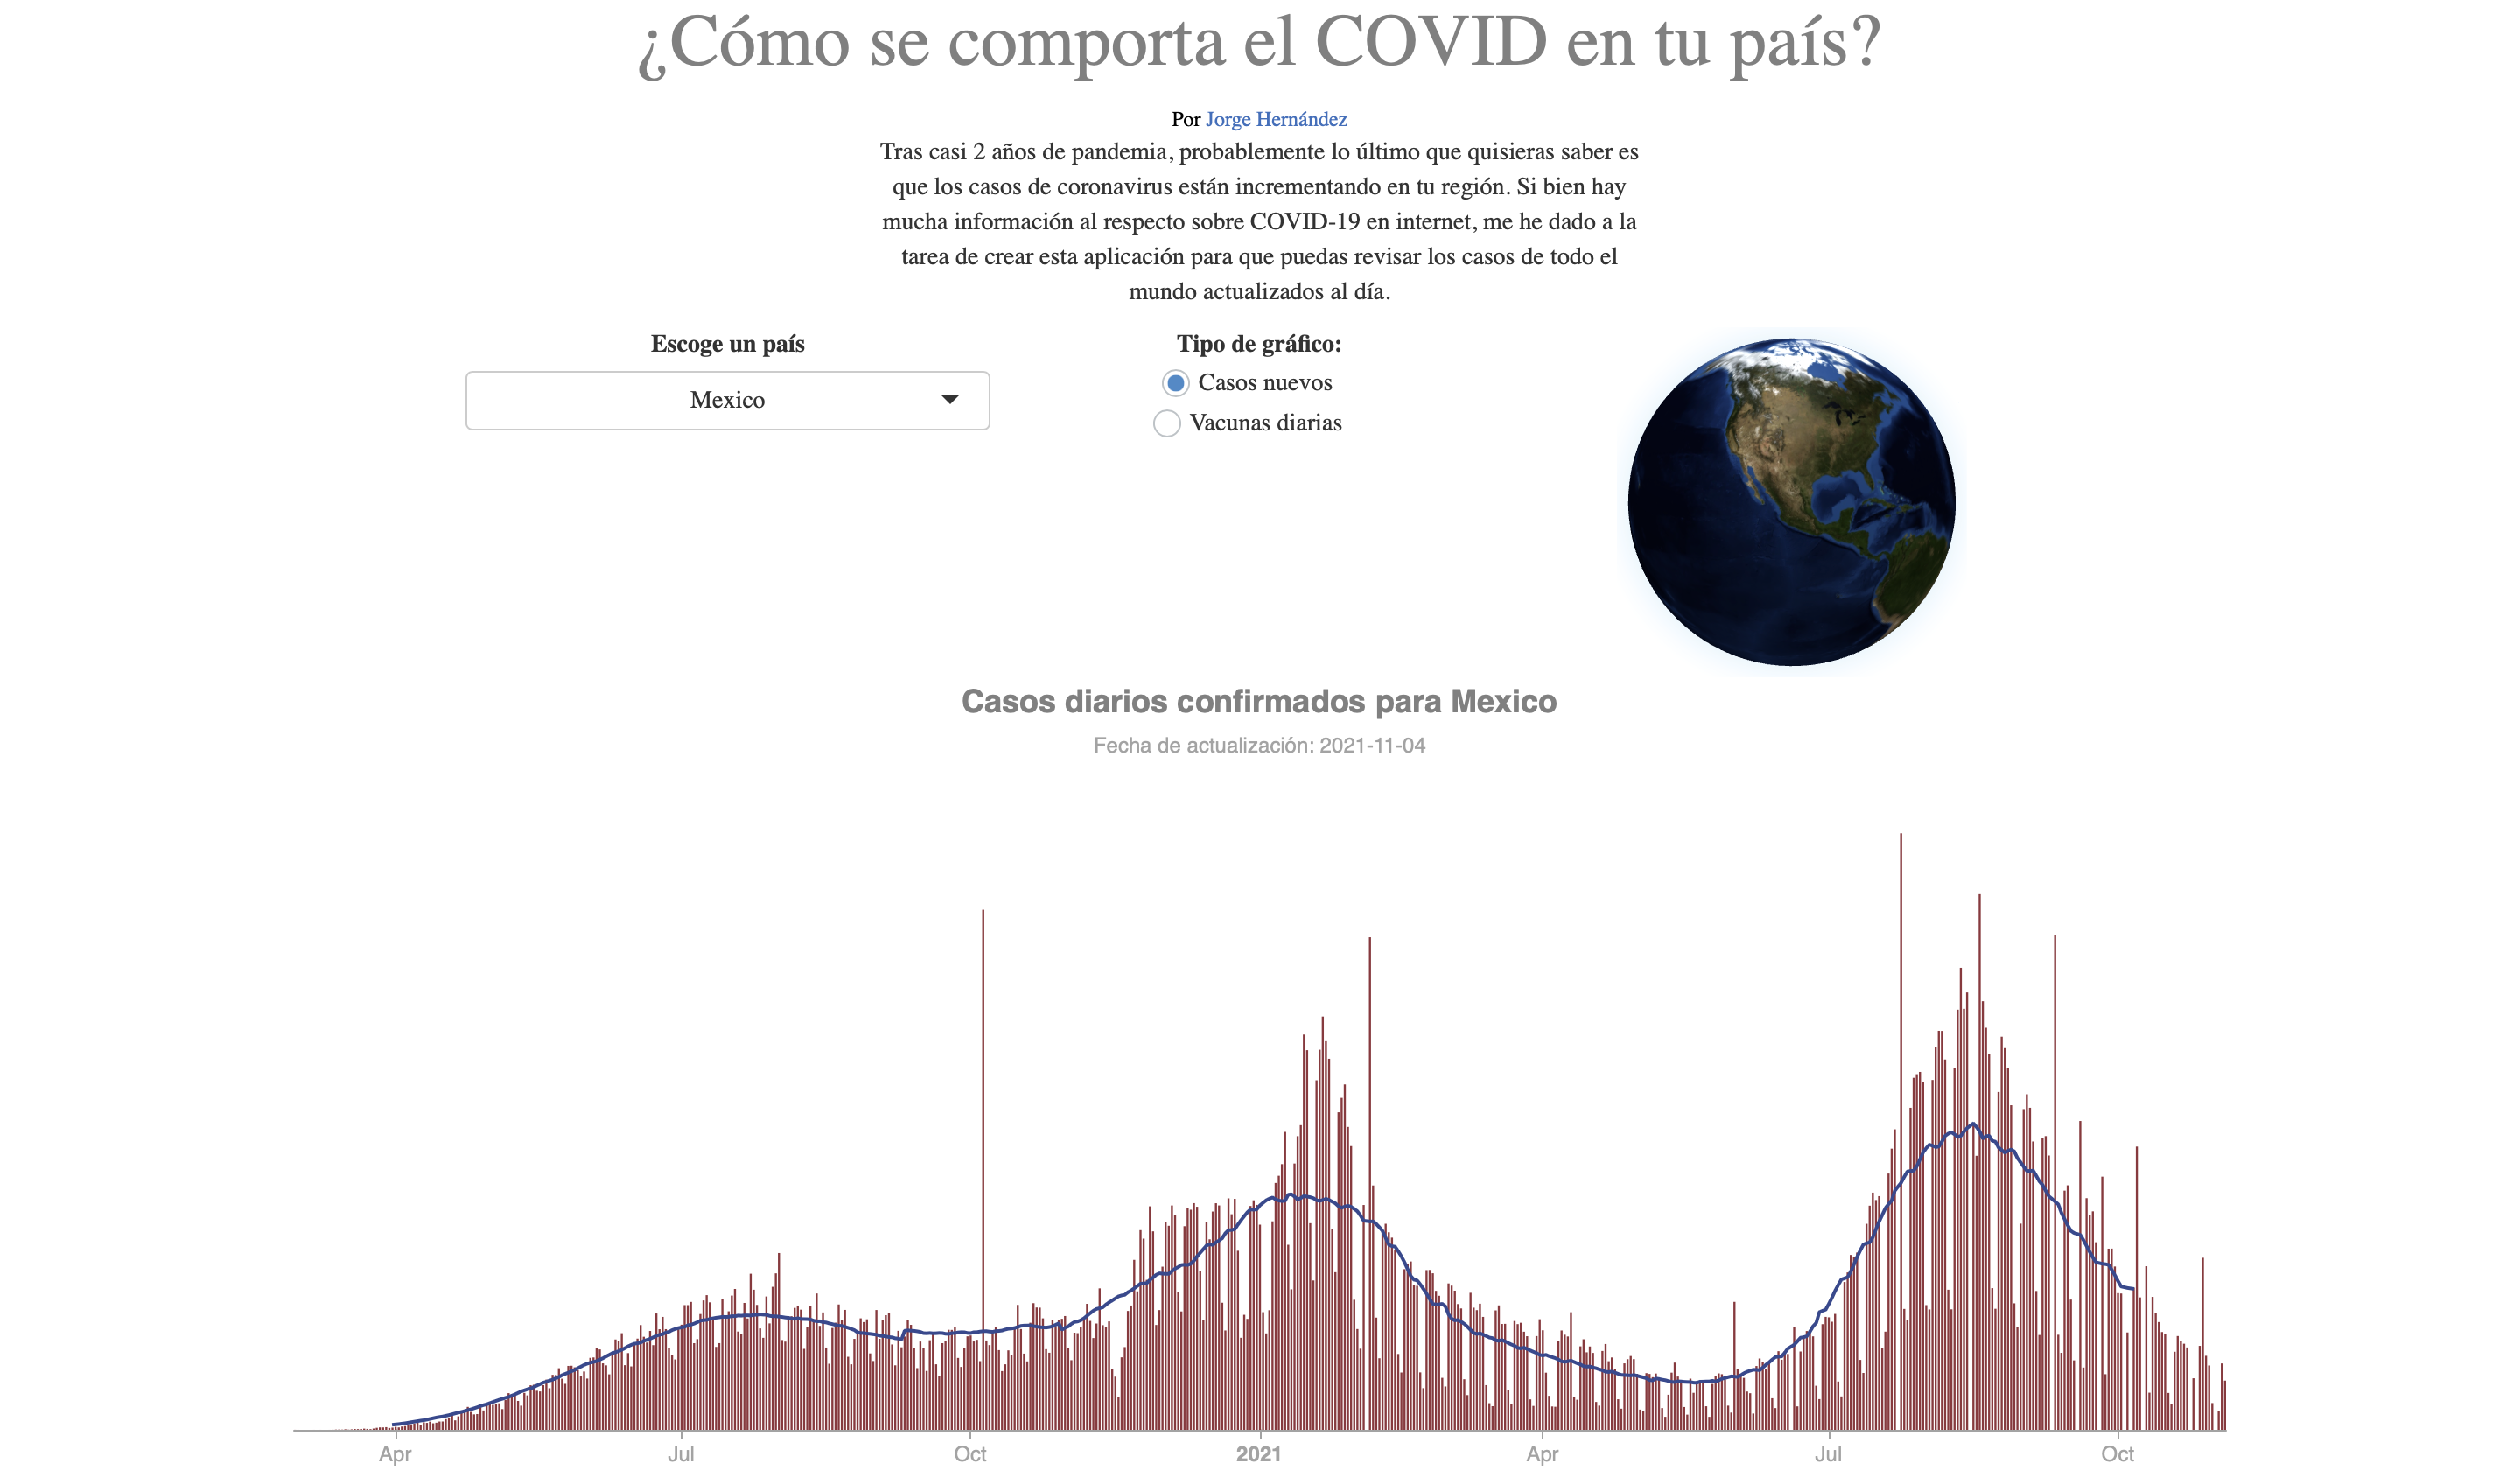 ¿Cómo se comporta el COVID en tu país?
Por Jorge Hernández
Tras casi 2 años de pandemia, probablemente lo último que quisieras saber es
que los casos de coronavirus están incrementando en tu región. Si bien hay
mucha información al respecto sobre COVID-19 en internet, me he dado a la
tarea de crear esta aplicación para que puedas revisar los casos de todo el
mundo actualizados al día.
Escoge un país
Mexico
Tipo de gráfico:
Casos nuevos
Vacunas diarias
Casos diarios confirmados para Mexico
Fecha de actualización: 2021-11-04
Apr Jul Oct 2021 Apr Jul Oct